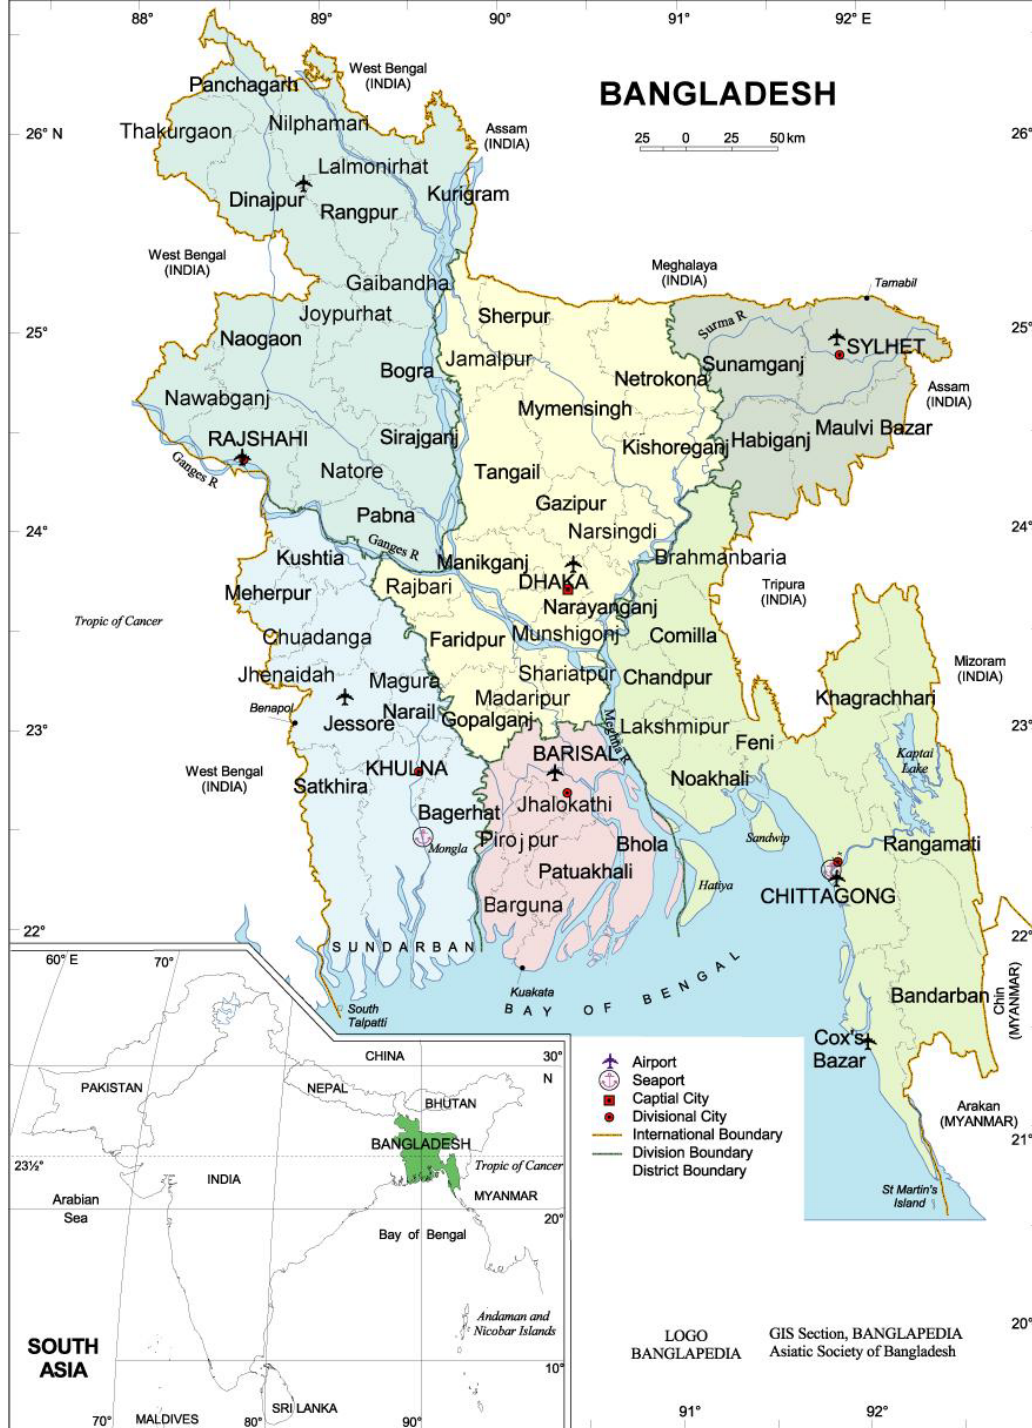 88°
89°
90°
91°
92° E
BANGLADESH
25 0 25 50 km
West Bengal
(INDIA)
Panchagarh
Nilphamari
Thakurgaon
26° N
26°
Assam
(INDIA)
Lalmonirhat
Dinajpur
Rangpur
Kurigram
West Bengal
(INDIA)
Meghalaya
(INDIA)
Tamabil
Gaibandha
Joypurhat
Sherpur
Surma R
25°
25°
Naogaon
Jamalpur
SYLHET
Sunamganj
Bogra
Netrokona
Assam
(INDIA)
Nawabganj
Mymensingh
Maulvi Bazar
RAJSHAHI
Sirajganj
Kishoreganj
Habiganj
Ganges R
Natore
Tangail
Gazipur
Pabna
Narsingdi
24°
24°
Ganges R
Kushtia
Manikganj
Brahmanbaria
Meherpur
Rajbari
DHAKA
Tripura
(INDIA)
Narayanganj
Tropic of Cancer
Chuadanga
Faridpur
Munshigonj
Comilla
Jhenaidah
Magura
Shariatpur
Chandpur
Mizoram
(INDIA)
Benapol
Jessore
Narail
Madaripur
Gopalganj
Meghna R
Lakshmipur
Khagrachhari
23°
23°
Feni
West Bengal
(INDIA)
KHULNA
BARISAL
Kaptai
Lake
Satkhira
Noakhali
Bagerhat
Jhalokathi
Mongla
Pirojpur
Bhola
Sandwip
Rangamati
Patuakhali
Hatiya
CHITTAGONG
Barguna
22°
22°
SUNDARBAN
Kuakata
BAY OF BENGAL
South
Talpatti
Bandarban
Chin
(MYANMAR)
Cox's
Bazar
Arakan
(MYANMAR)
21°
St Martin's
Island
20°
Airport
Seaport
Captial City
Divisional City
International Boundary
Division Boundary
District Boundary
60° E
70°
CHINA
30°
N
PAKISTAN
NEPAL
BHUTAN
BANGLADESH
23½°
INDIA
Tropic of Cancer
MYANMAR
Arabian
Sea
20°
Bay of Bengal
Andaman and
Nicobar Islands
SOUTH
ASIA
10°
70°
MALDIVES
80°
SRI LANKA
90°
LOGO
BANGLAPEDIA
GIS Section, BANGLAPEDIA
Asiatic Society of Bangladesh
91°
92°